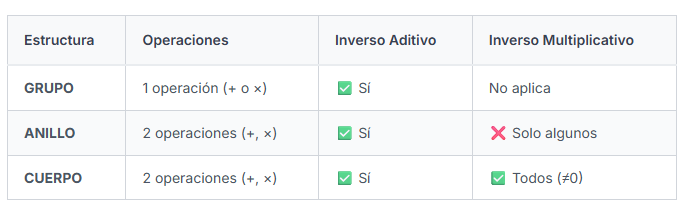 Estructura Operaciones Inverso Aditivo Inverso Multiplicativo
GRUPO 1 operación (+ o ×) ✅ Sí No aplica
ANILLO 2 operaciones (+, ×) ✅ Sí ❌ Solo algunos
CUERPO 2 operaciones (+, ×) ✅ Sí ✅ Todos (≠0)